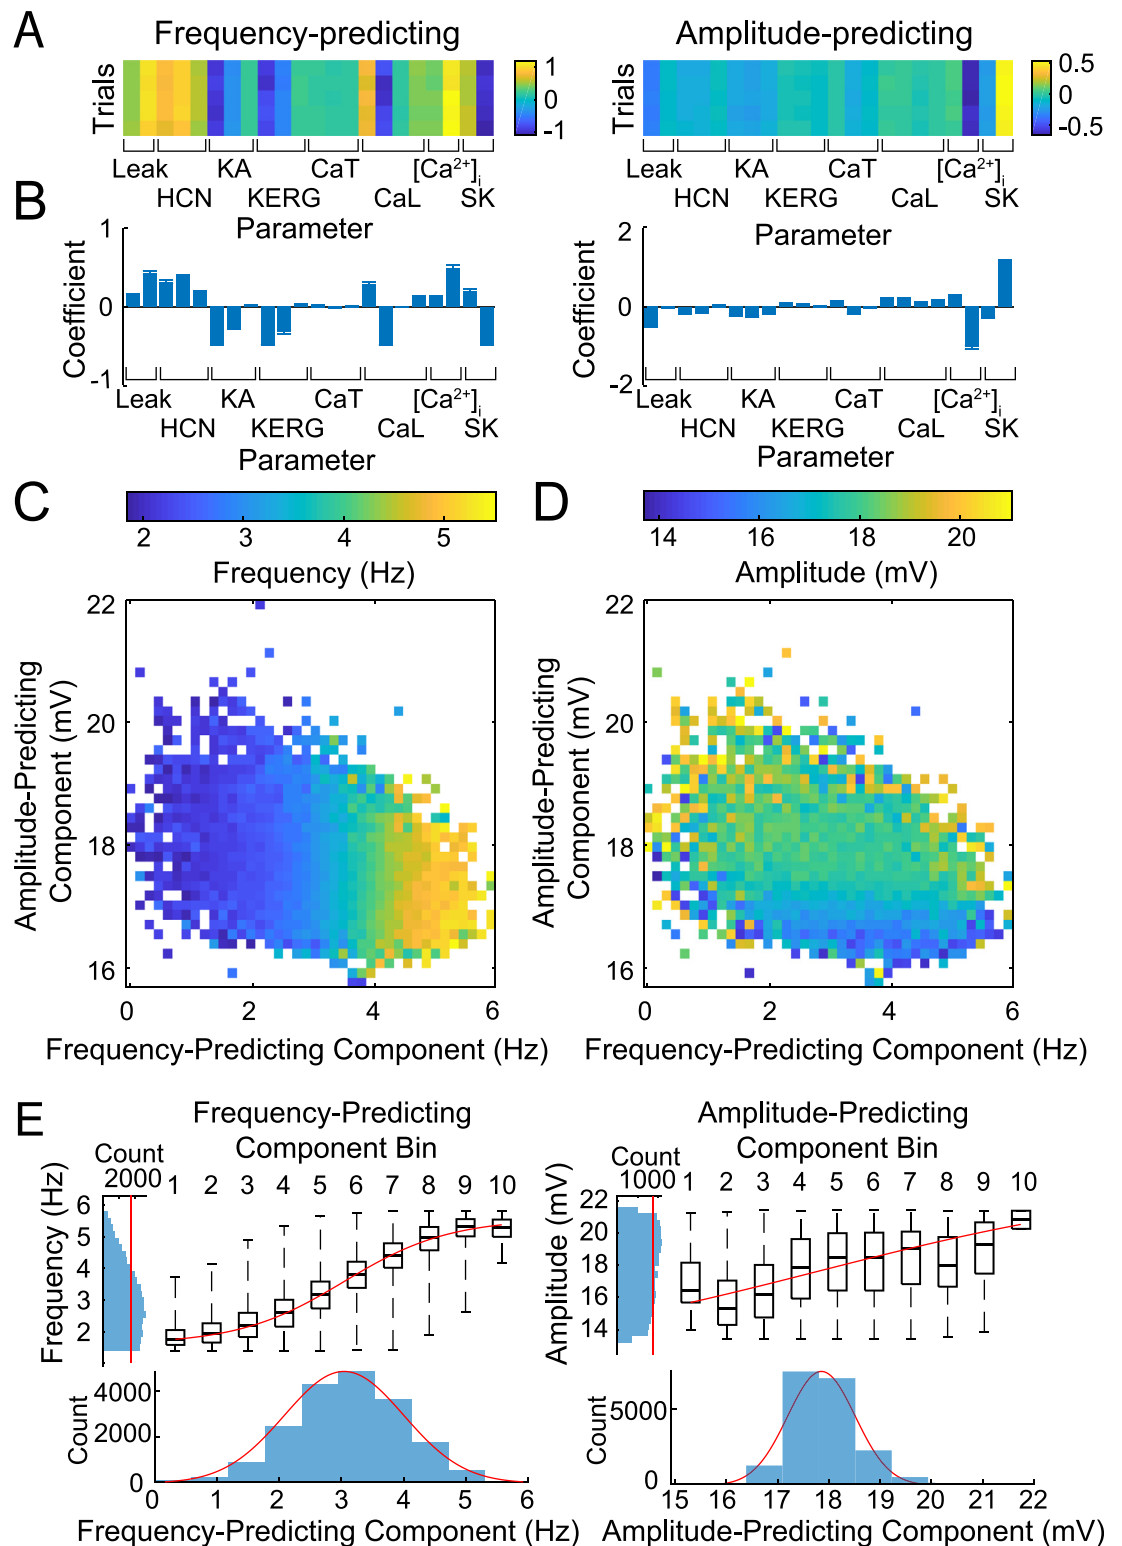 A
Frequency-predicting
Amplitude-predicting
Trials
1
0
-1
Trials
0.5
0
-0.5
Leak KA CaT [Ca2+]i
HCN KERG CaL SK
Parameter
Leak KA CaT [Ca2+]i
HCN KERG CaL SK
Parameter
B
Coefficient
1
0
-1
Leak KA CaT [Ca2+]i
HCN KERG CaL SK
Parameter
Coefficient
2
0
-2
Leak KA CaT [Ca2+]i
HCN KERG CaL SK
Parameter
C
2 3 4 5
Frequency (Hz)
Amplitude-Predicting
Component (mV)
22
20
18
16
0 2 4 6
Frequency-Predicting Component (Hz)
D
14 16 18 20
Amplitude (mV)
Amplitude-Predicting
Component (mV)
22
20
18
16
0 2 4 6
Frequency-Predicting Component (Hz)
E
Frequency-Predicting
Component Bin
Count
2000
1 2 3 4 5 6 7 8 9 10
Frequency (Hz)
6
5
4
3
2
Count
4000
2000
0
0 1 2 3 4 5 6
Frequency-Predicting Component (Hz)
Amplitude-Predicting
Component Bin
Count
1000
1 2 3 4 5 6 7 8 9 10
Amplitude (mV)
22
20
18
16
14
Count
5000
0
15 16 17 18 19 20 21 22
Amplitude-Predicting Component (mV)